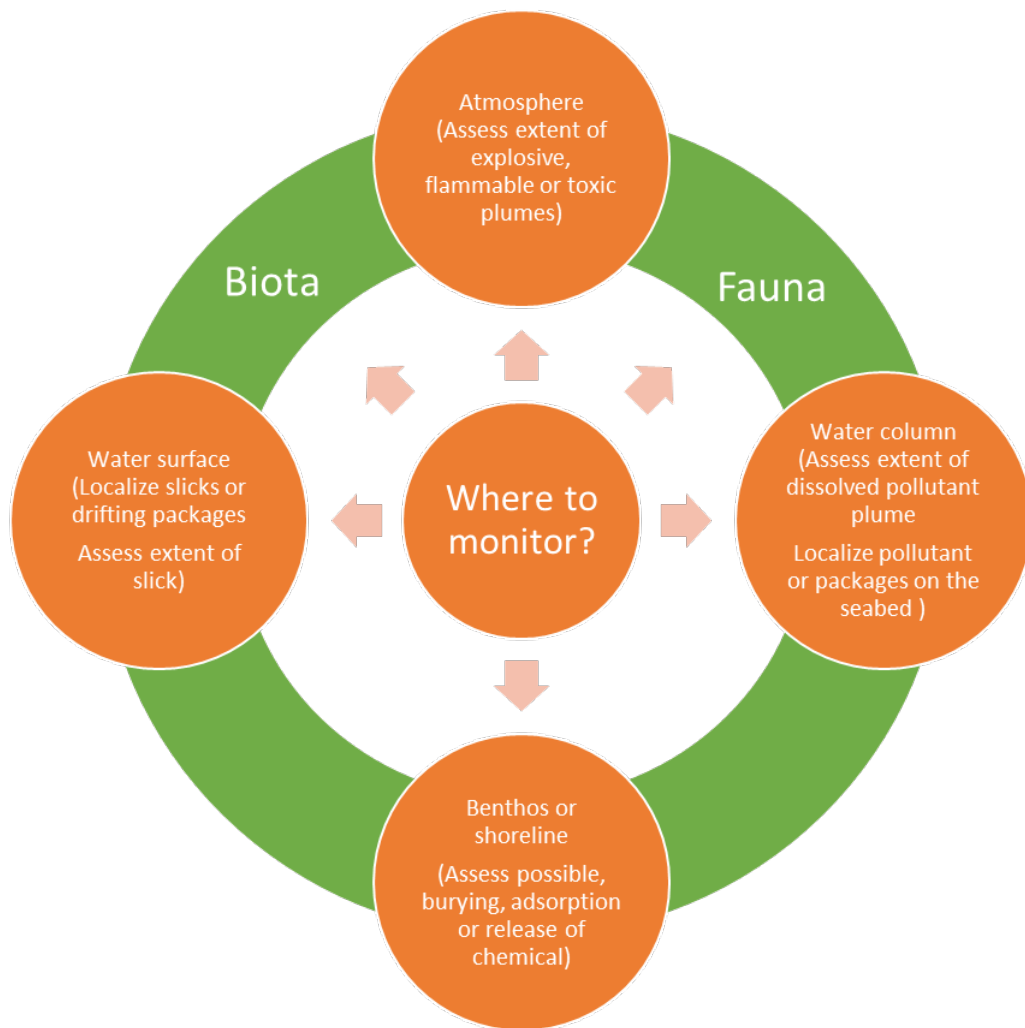 Atmosphere
(Assess extent of
explosive,
flammable or toxic
plumes)
Biota
Fauna
Water surface
(Localize slicks or
drifting packages
Assess extent of
slick)
Where to
monitor?
Water column
(Assess extent of
dissolved pollutant
plume
Localize pollutant
or packages on the
seabed )
Benthos or
shoreline
(Assess possible,
burying, adsorption
or release of
chemical)